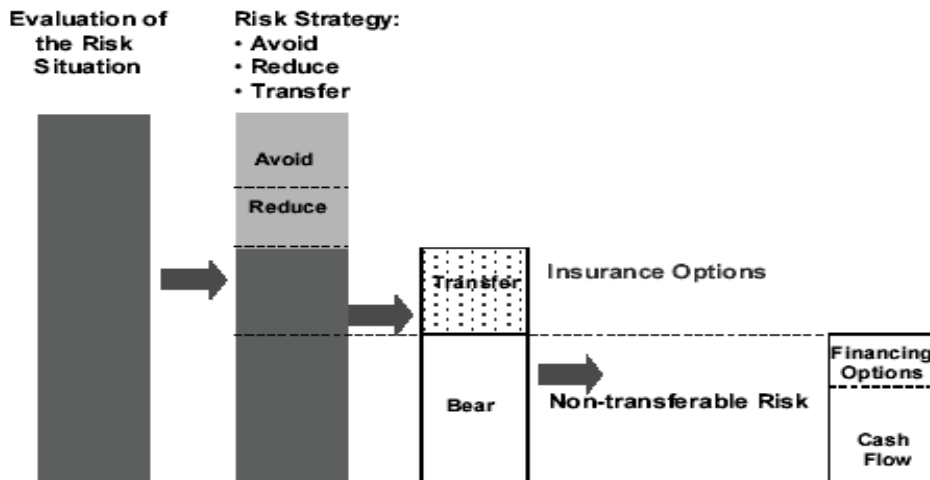 Evaluation of
the Risk
Situation
Risk Strategy:
• Avoid
• Reduce
• Transfer
Avoid
Reduce
Transfer
Insurance Options
Bear
Non-transferable Risk
Financing
Options
Cash
Flow